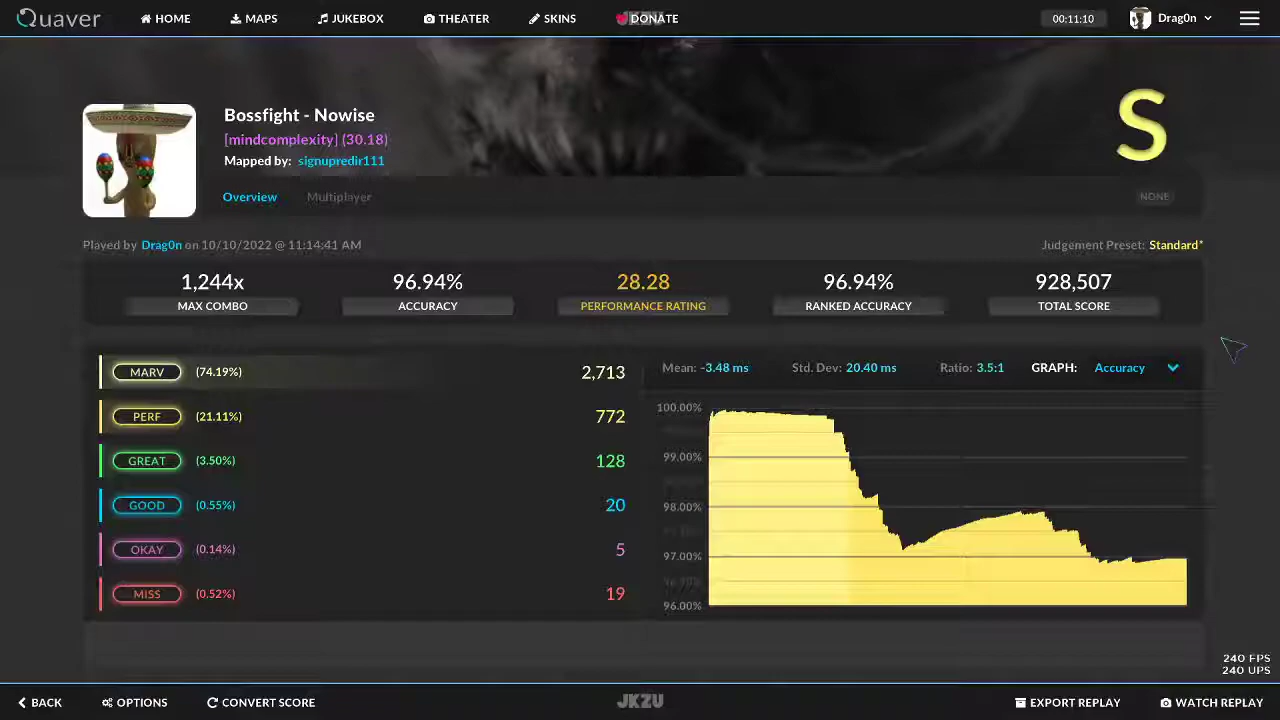 Quaver
HOME
MAPS
JUKEBOX
THEATER
SKINS
DONATE
00:11:10
Drag0n
Bossfight - Nowise
[mindcomplexity] (30.18)
Mapped by: signupredir111
S
Overview
Multiplayer
NONE
Played by Drag0n on 10/10/2022 @ 11:14:41 AM
Judgement Preset: Standard*
1,244x
96.94%
28.28
96.94%
928,507
MAX COMBO
ACCURACY
PERFORMANCE RATING
RANKED ACCURACY
TOTAL SCORE
MARV (74.19%) 2,713
PERF (21.11%) 772
GREAT (3.50%) 128
GOOD (0.55%) 20
OKAY (0.14%) 5
MISS (0.52%) 19
Mean: -3.48 ms
Std. Dev: 20.40 ms
Ratio: 3.5:1
GRAPH: Accuracy
100.00%
99.00%
98.00%
97.00%
96.00%
240 FPS
240 UPS
BACK
OPTIONS
CONVERT SCORE
JKZU
EXPORT REPLAY
WATCH REPLAY